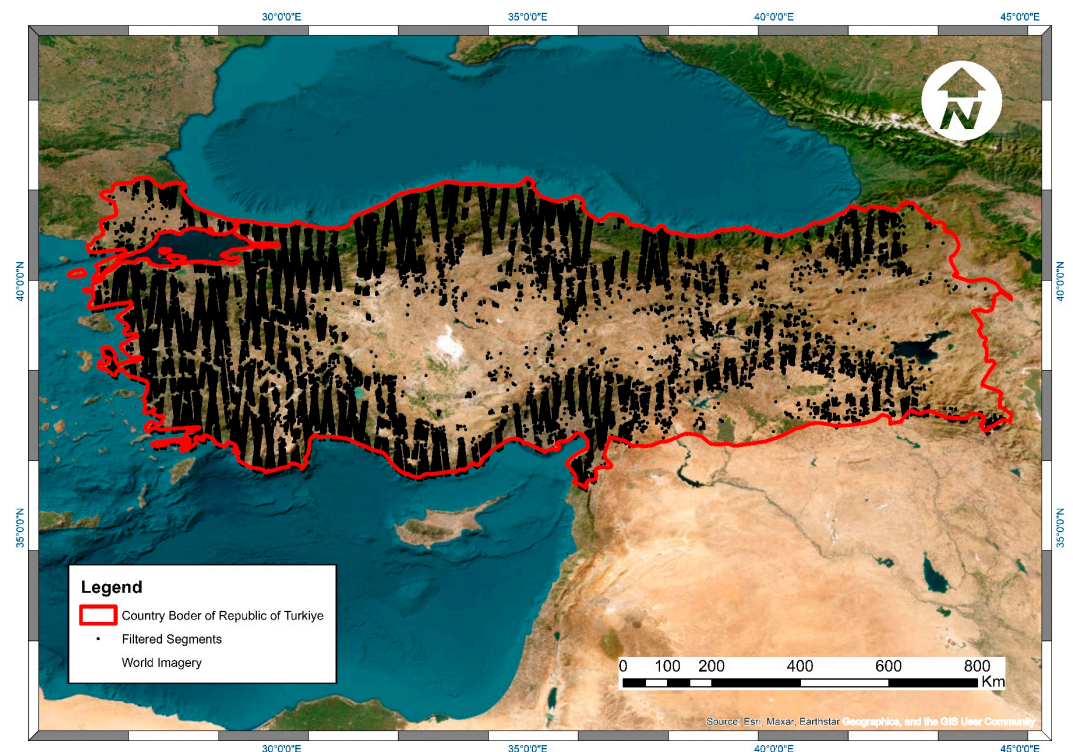 30°0'0"E 35°0'0"E 40°0'0"E 45°0'0"E
N
40°0'0"N 40°0'0"N
35°0'0"N 35°0'0"N
Legend
Country Boder of Republic of Turkiye
Filtered Segments
World Imagery
0 100 200 400 600 800
Km
Source: Esri, Maxar, Earthstar Geographics, and the GIS User Community
30°0'0"E 35°0'0"E 40°0'0"E 45°0'0"E